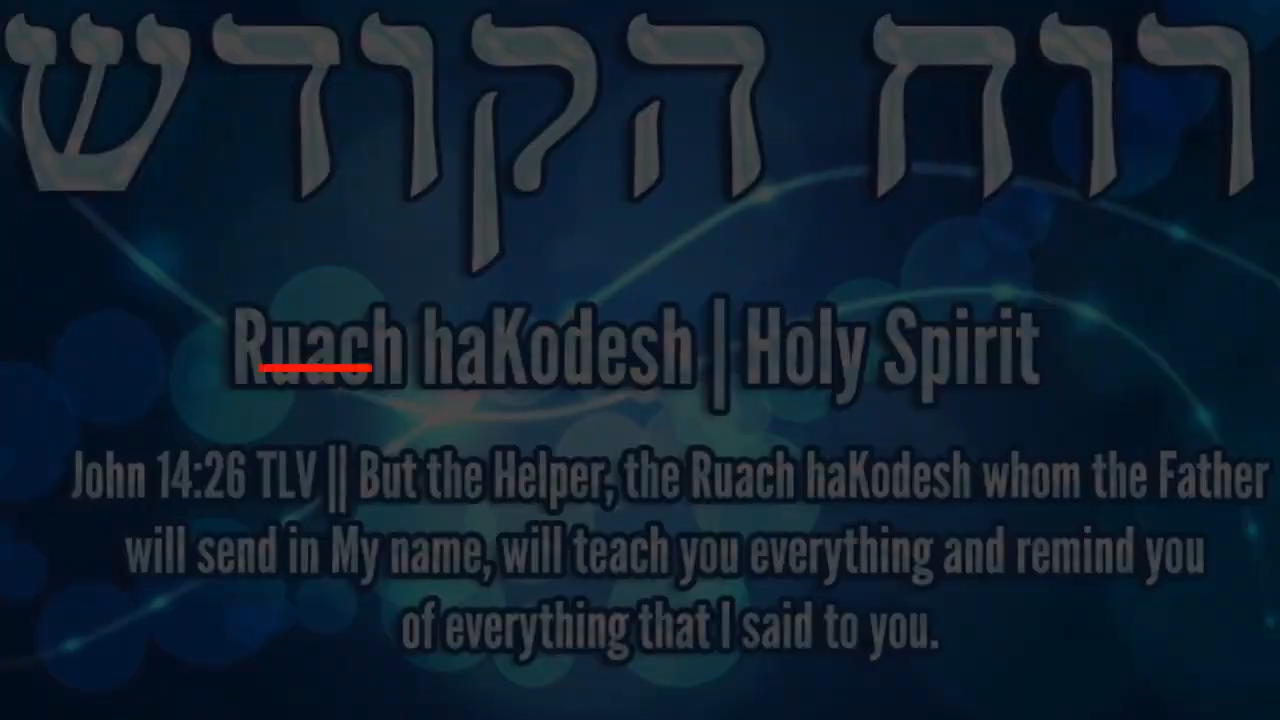 רוח הקודש
Ruach haKodesh | Holy Spirit
John 14:26 TLV || But the Helper, the Ruach haKodesh whom the Father
will send in My name, will teach you everything and remind you
of everything that I said to you.